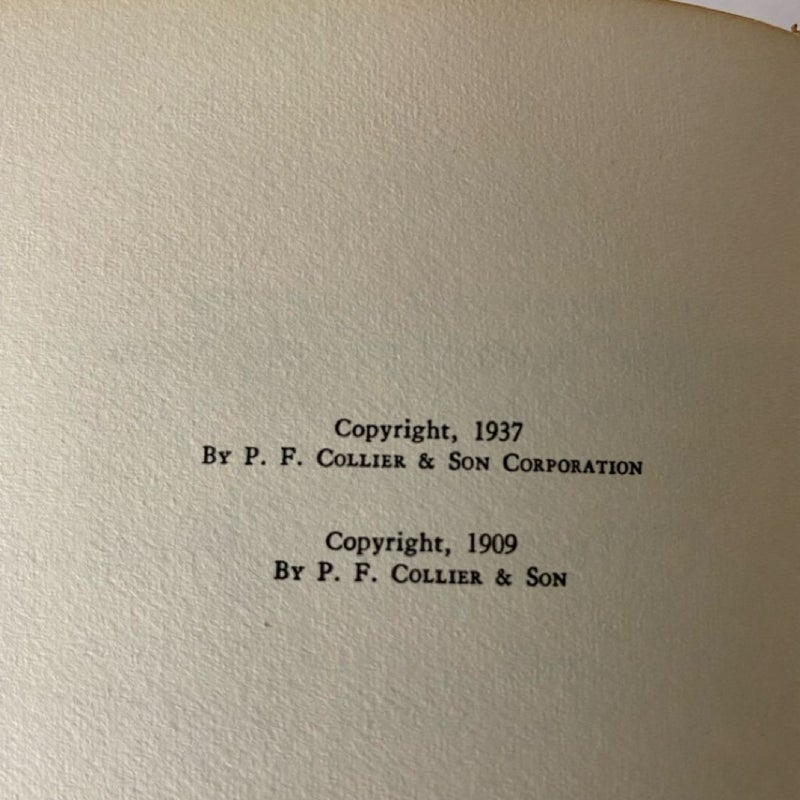 Copyright, 1937
By P. F. Collier & Son Corporation
Copyright, 1909
By P. F. Collier & Son